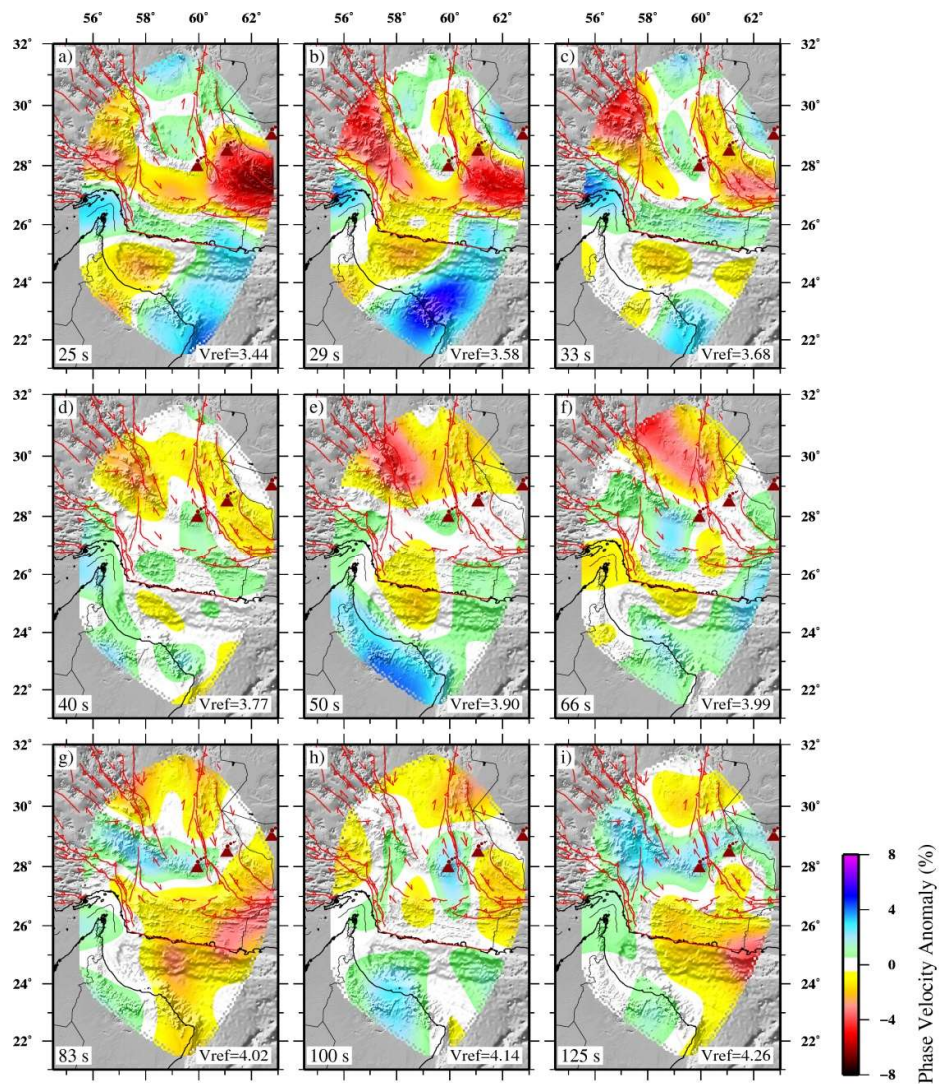 56° 58° 60° 62° 56° 58° 60° 62° 56° 58° 60° 62°
32° a) b) c) 32°
30° 30°
28° 28°
26° 26°
24° 24°
22° 22°
25 s Vref=3.44 29 s Vref=3.58 33 s Vref=3.68
32° d) e) f) 32°
30° 30°
28° 28°
26° 26°
24° 24°
22° 22°
40 s Vref=3.77 50 s Vref=3.90 66 s Vref=3.99
32° g) h) i) 32°
30° 30°
28° 28°
26° 26°
24° 24°
22° 22°
83 s Vref=4.02 100 s Vref=4.14 125 s Vref=4.26
8
4
0
−4
−8
Phase Velocity Anomaly (%)